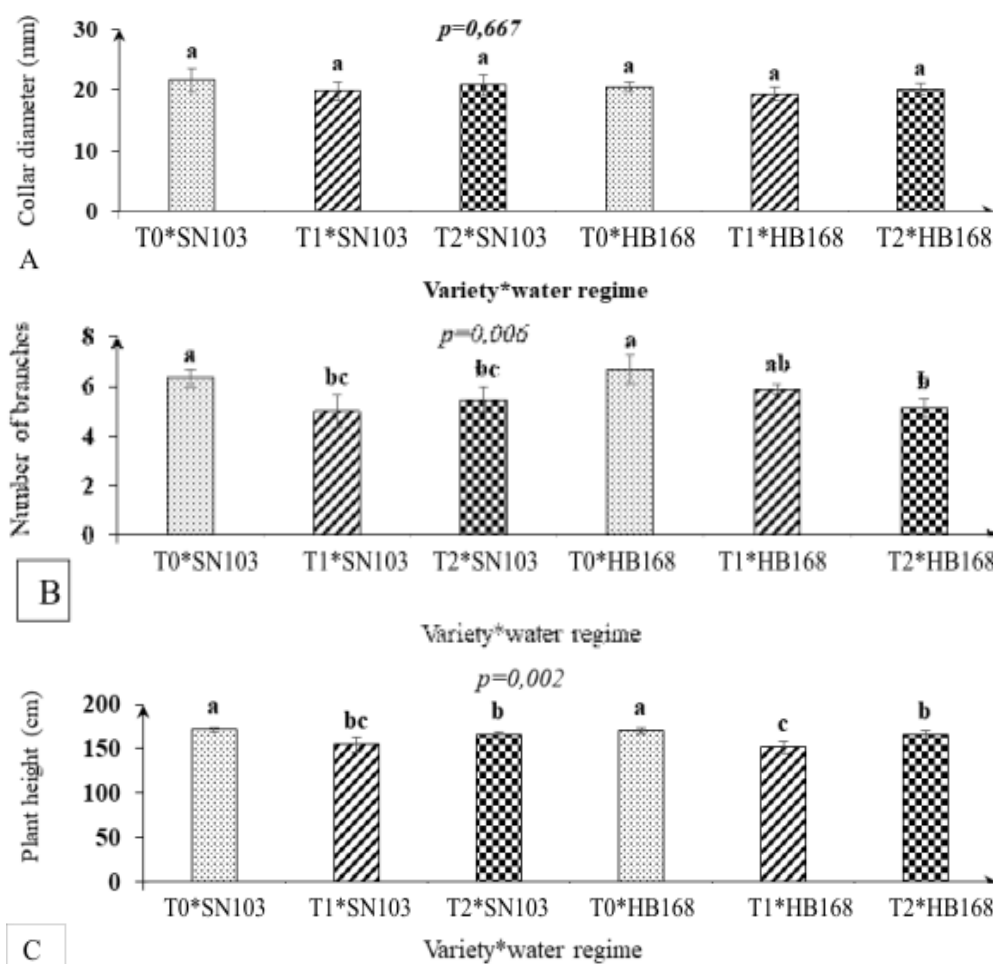 p=0,667
Collar diameter (mm)
30
20
10
0
a a a a a a
T0*SN103 T1*SN103 T2*SN103 T0*HB168 T1*HB168 T2*HB168
A
Variety*water regime
p=0,006
Number of branches
8
6
4
2
0
a bc bc a ab b
T0*SN103 T1*SN103 T2*SN103 T0*HB168 T1*HB168 T2*HB168
B
Variety*water regime
p=0,002
Plant height (cm)
200
150
100
50
0
a bc b a c b
T0*SN103 T1*SN103 T2*SN103 T0*HB168 T1*HB168 T2*HB168
C
Variety*water regime